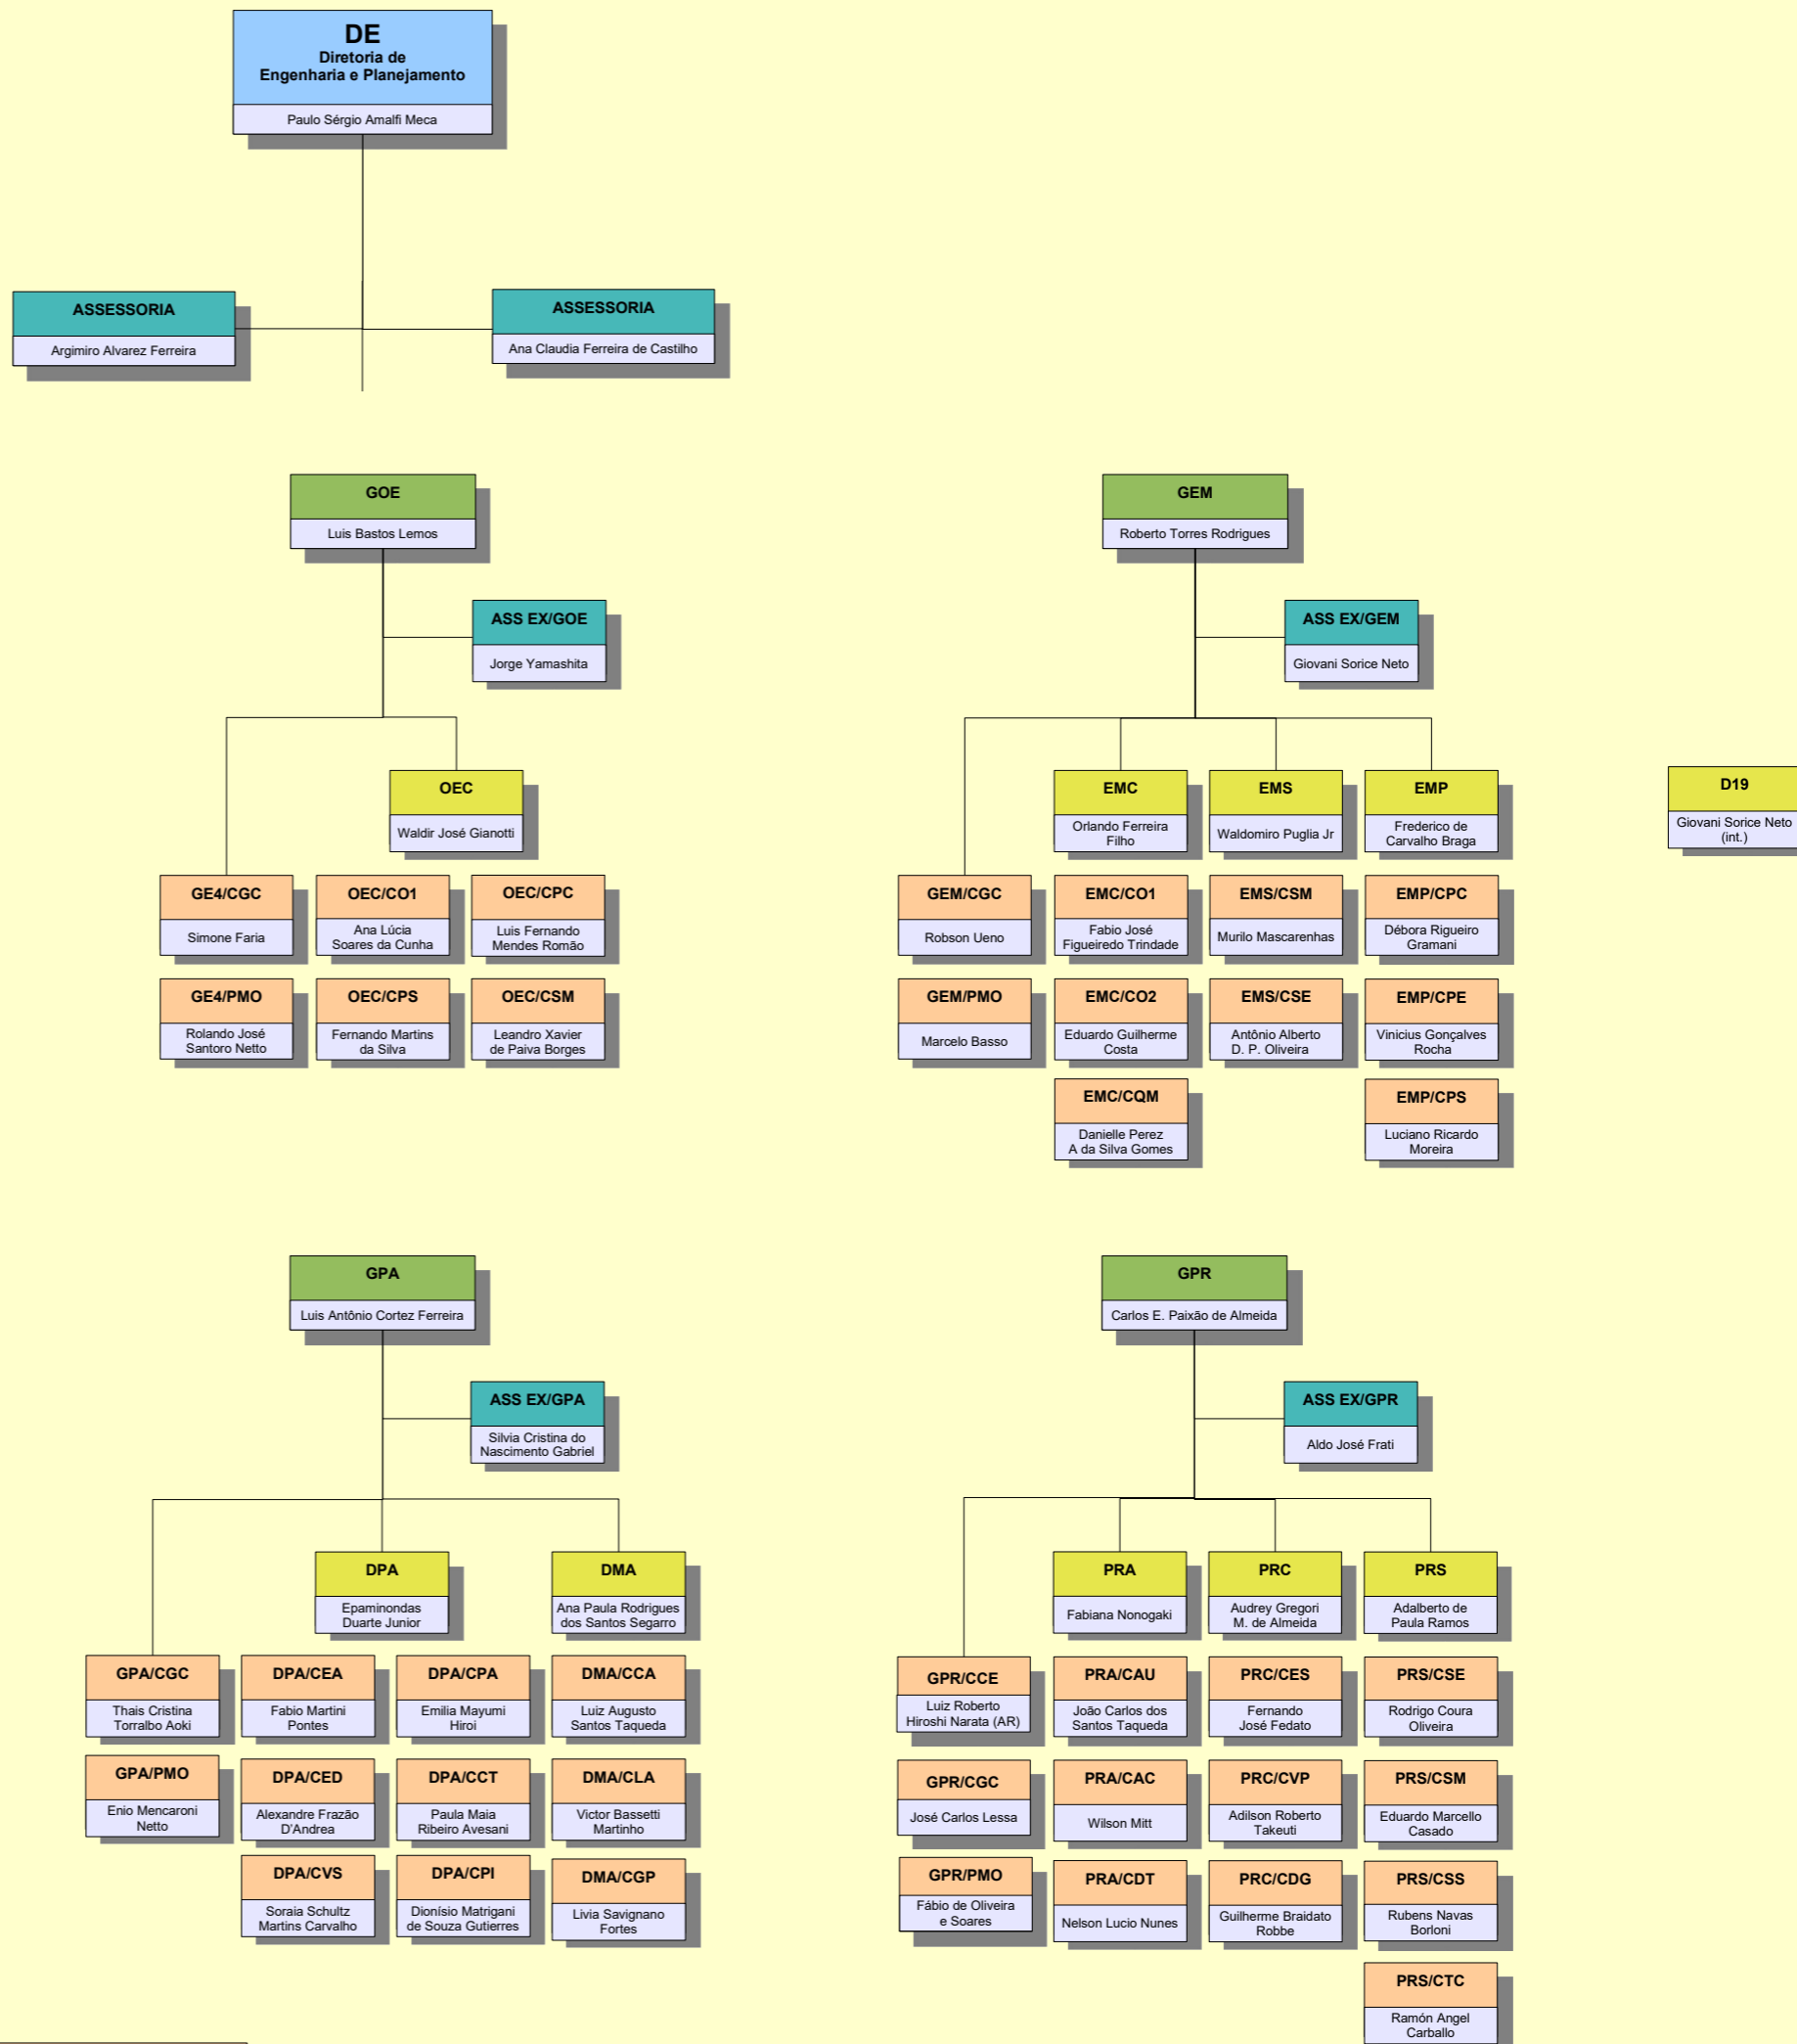 DE
Diretoria de
Engenharia e Planejamento
Paulo Sérgio Amalfi Meca
ASSESSORIA
Argimiro Alvarez Ferreira
ASSESSORIA
Ana Claudia Ferreira de Castilho
GOE
Luis Bastos Lemos
ASS EX/GOE
Jorge Yamashita
OEC
Waldir José Gianotti
GE4/CGC
Simone Faria
OEC/CO1
Ana Lúcia
Soares da Cunha
OEC/CPC
Luis Fernando
Mendes Romão
GE4/PMO
Rolando José
Santoro Netto
OEC/CPS
Fernando Martins
da Silva
OEC/CSM
Leandro Xavier
de Paiva Borges
GEM
Roberto Torres Rodrigues
ASS EX/GEM
Giovani Sorice Neto
EMC
Orlando Ferreira
Filho
EMS
Waldomiro Puglia Jr
EMP
Frederico de
Carvalho Braga
D19
Giovani Sorice Neto
(int.)
GEM/CGC
Robson Ueno
EMC/CO1
Fabio José
Figueiredo Trindade
EMS/CSM
Murilo Mascarenhas
EMP/CPC
Débora Rigueiro
Gramani
GEM/PMO
Marcelo Basso
EMC/CO2
Eduardo Guilherme
Costa
EMS/CSE
Antônio Alberto
D. P. Oliveira
EMP/CPE
Vinicius Gonçalves
Rocha
EMC/CQM
Danielle Perez
A da Silva Gomes
EMP/CPS
Luciano Ricardo
Moreira
GPA
Luis Antônio Cortez Ferreira
ASS EX/GPA
Silvia Cristina do
Nascimento Gabriel
DPA
Epaminondas
Duarte Junior
DMA
Ana Paula Rodrigues
dos Santos Segarro
GPA/CGC
Thais Cristina
Torralbo Aoki
DPA/CEA
Fabio Martini
Pontes
DPA/CPA
Emilia Mayumi
Hiroi
DMA/CCA
Luiz Augusto
Santos Taqueda
GPA/PMO
Enio Mencaroni
Netto
DPA/CED
Alexandre Frazão
D'Andrea
DPA/CCT
Paula Maia
Ribeiro Avesani
DMA/CLA
Victor Bassetti
Martinho
DPA/CVS
Soraia Schultz
Martins Carvalho
DPA/CPI
Dionísio Matrigani
de Souza Gutierres
DMA/CGP
Livia Savignano
Fortes
GPR
Carlos E. Paixão de Almeida
ASS EX/GPR
Aldo José Frati
PRA
Fabiana Nonogaki
PRC
Audrey Gregori
M. de Almeida
PRS
Adalberto de
Paula Ramos
GPR/CCE
Luiz Roberto
Hiroshi Narata (AR)
PRA/CAU
João Carlos dos
Santos Taqueda
PRC/CES
Fernando
José Fedato
PRS/CSE
Rodrigo Coura
Oliveira
GPR/CGC
José Carlos Lessa
PRA/CAC
Wilson Mitt
PRC/CVP
Adilson Roberto
Takeuti
PRS/CSM
Eduardo Marcello
Casado
GPR/PMO
Fábio de Oliveira
e Soares
PRA/CDT
Nelson Lucio Nunes
PRC/CDG
Guilherme Braidato
Robbe
PRS/CSS
Rubens Navas
Borloni
PRS/CTC
Ramón Angel
Carballo